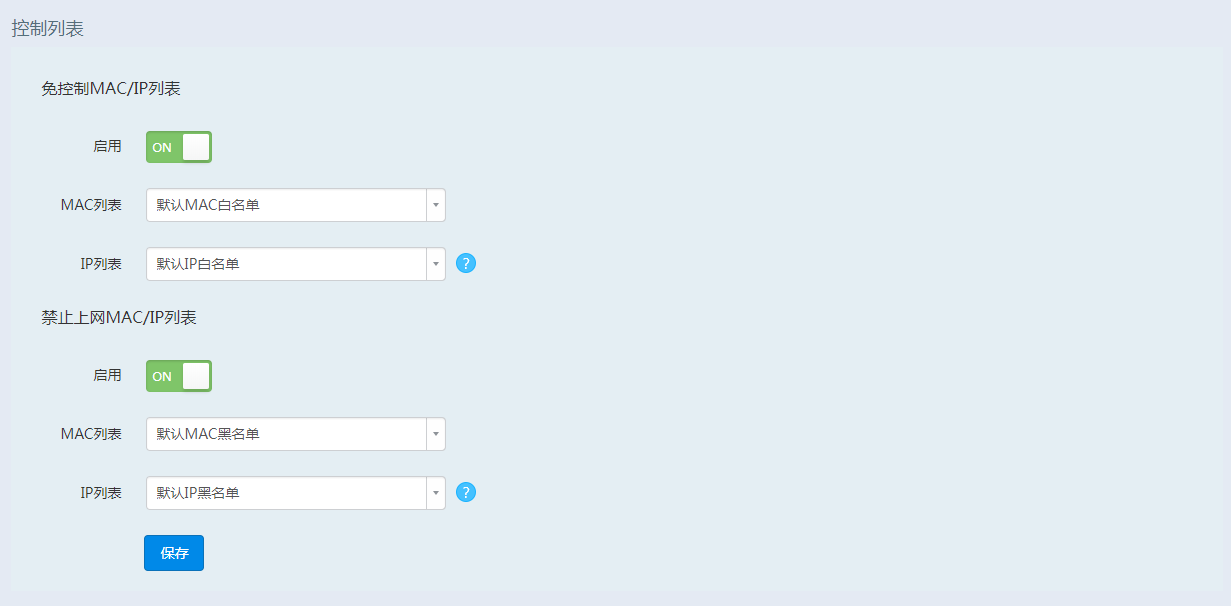 控制列表
免控制MAC/IP列表
启用 ON
MAC列表 默认MAC白名单
IP列表 默认IP白名单 ?
禁止上网MAC/IP列表
启用 ON
MAC列表 默认MAC黑名单
IP列表 默认IP黑名单 ?
保存